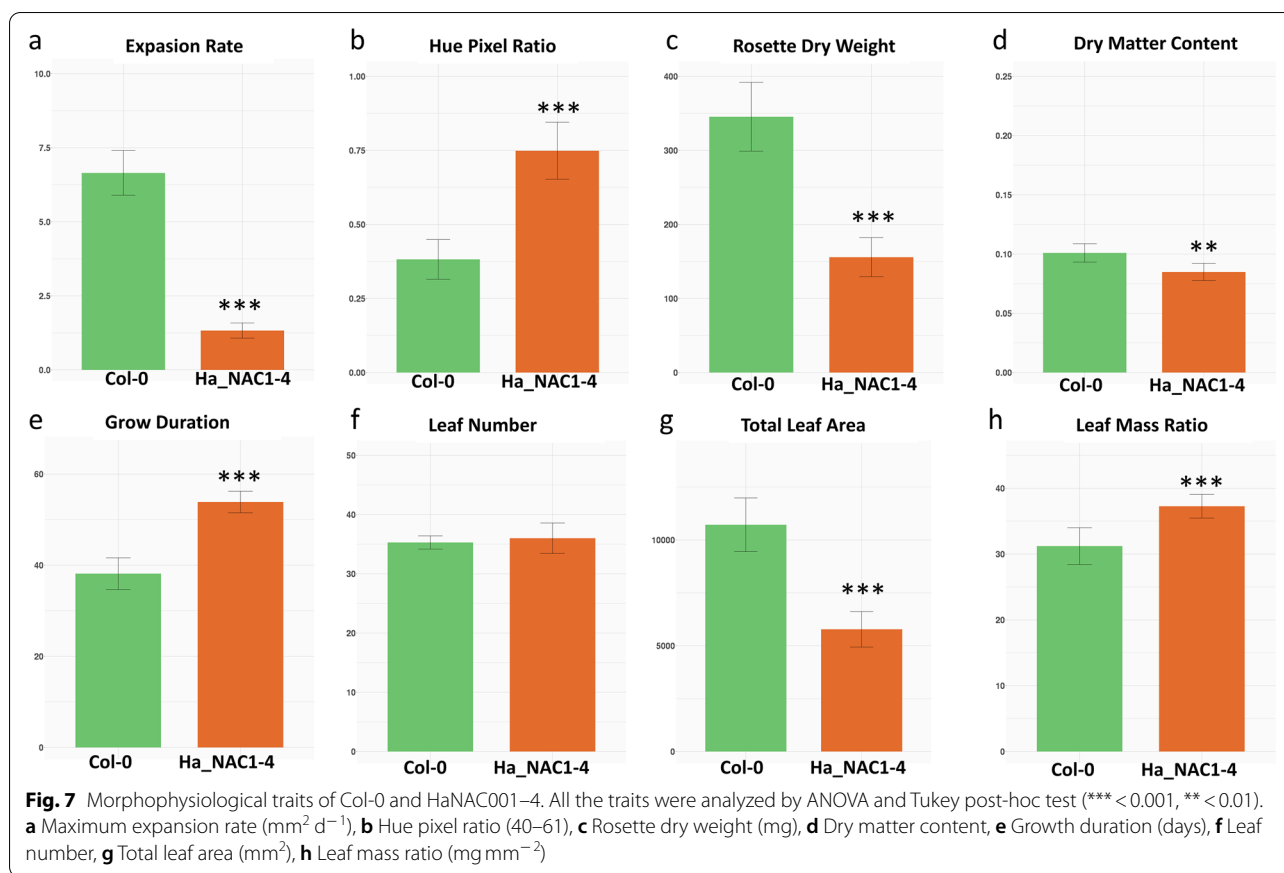 a
Expasion Rate
10.0
7.5
5.0
2.5
0.0
***
Col-0 Ha_NAC1-4
b
Hue Pixel Ratio
1.00
0.75
0.50
0.25
0.00
***
Col-0 Ha_NAC1-4
c
Rosette Dry Weight
400
300
200
100
0
***
Col-0 Ha_NAC1-4
d
Dry Matter Content
0.25
0.20
0.15
0.10
0.05
0.00
**
Col-0 Ha_NAC1-4
e
Grow Duration
60
40
20
0
***
Col-0 Ha_NAC1-4
f
Leaf Number
50
40
30
20
10
0
Col-0 Ha_NAC1-4
g
Total Leaf Area
10000
5000
0
***
Col-0 Ha_NAC1-4
h
Leaf Mass Ratio
40
30
20
10
0
***
Col-0 Ha_NAC1-4
Fig. 7 Morphophysiological traits of Col-0 and HaNAC001–4. All the traits were analyzed by ANOVA and Tukey post-hoc test (*** < 0.001, ** < 0.01).
a Maximum expansion rate (mm² d⁻¹), b Hue pixel ratio (40–61), c Rosette dry weight (mg), d Dry matter content, e Growth duration (days), f Leaf
number, g Total leaf area (mm²), h Leaf mass ratio (mg mm⁻²)